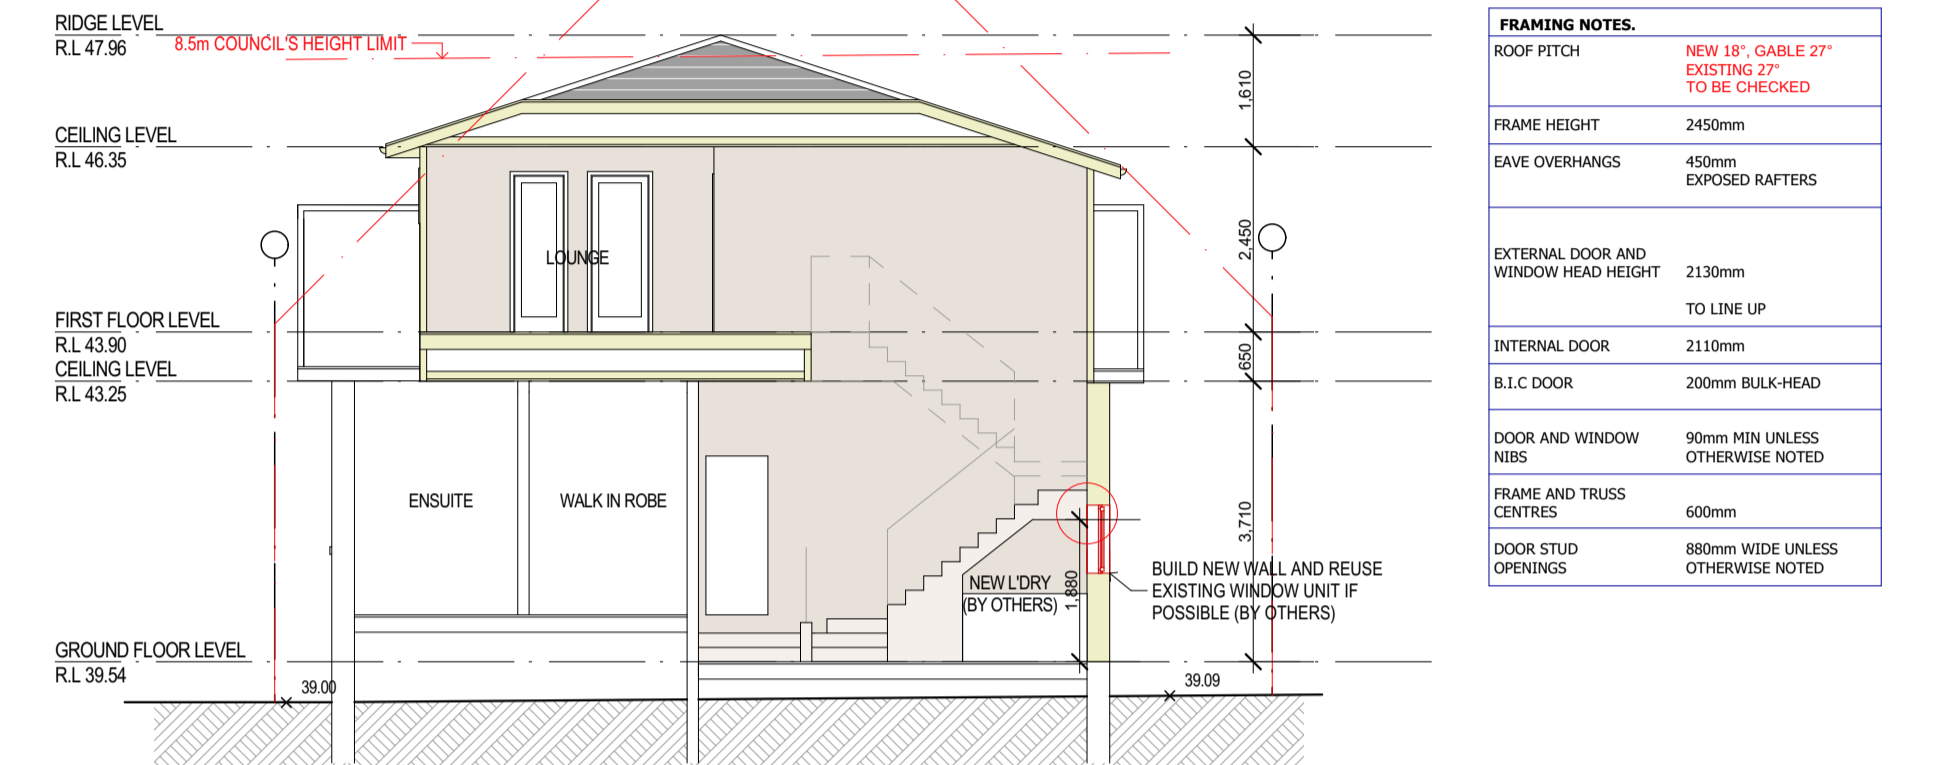 RIDGE LEVEL
R.L 47.96
8.5m COUNCIL'S HEIGHT LIMIT
CEILING LEVEL
R.L 46.35
FIRST FLOOR LEVEL
R.L 43.90
CEILING LEVEL
R.L 43.25
GROUND FLOOR LEVEL
R.L 39.54
39.00
LOUNGE
ENSUITE
WALK IN ROBE
NEW L'DRY
(BY OTHERS)
1,880
BUILD NEW WALL AND REUSE
EXISTING WINDOW UNIT IF
POSSIBLE (BY OTHERS)
39.09
1,610
2,450
650
3,710
FRAMING NOTES.
ROOF PITCH NEW 18°, GABLE 27°
EXISTING 27°
TO BE CHECKED
FRAME HEIGHT 2450mm
EAVE OVERHANGS 450mm
EXPOSED RAFTERS
EXTERNAL DOOR AND
WINDOW HEAD HEIGHT 2130mm
TO LINE UP
INTERNAL DOOR 2110mm
B.I.C DOOR 200mm BULK-HEAD
DOOR AND WINDOW 90mm MIN UNLESS
NIBS OTHERWISE NOTED
FRAME AND TRUSS
CENTRES 600mm
DOOR STUD 880mm WIDE UNLESS
OPENINGS OTHERWISE NOTED